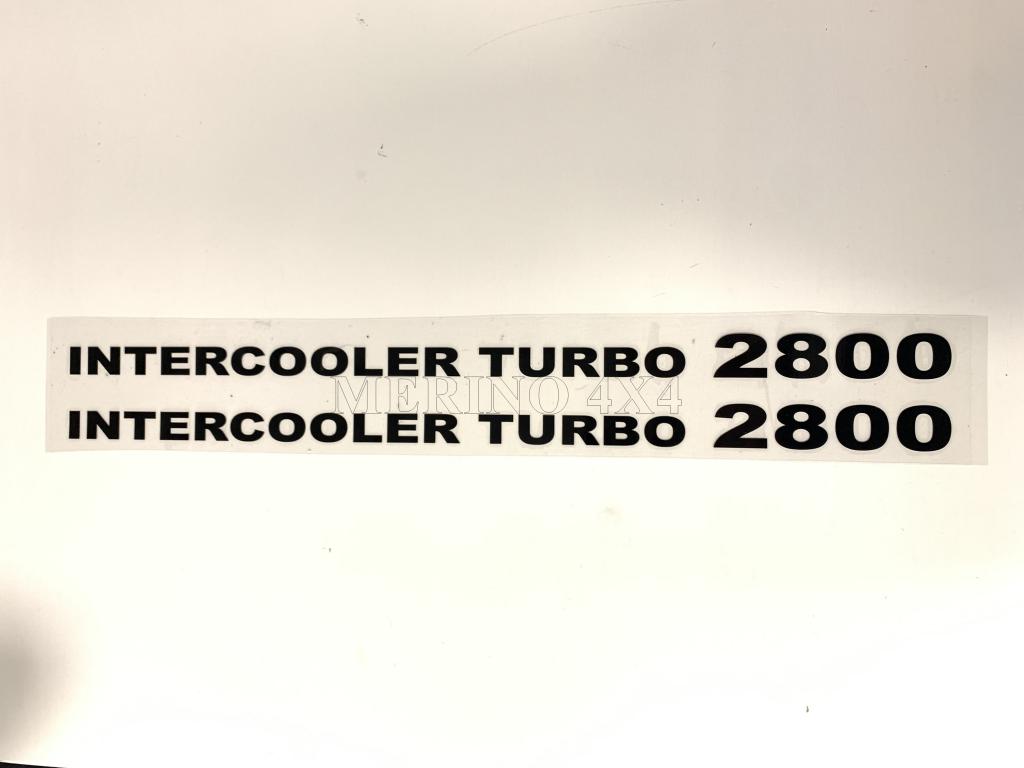 INTERCOOLER TURBO 2800
MERINO 4X4
INTERCOOLER TURBO 2800